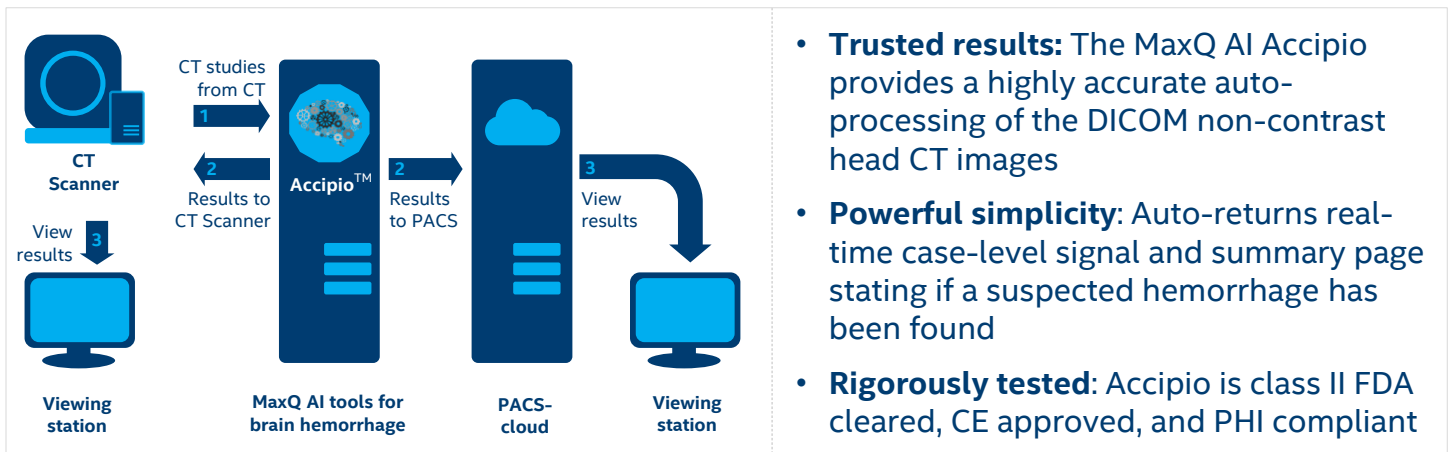 CT studies
from CT
1
CT
Scanner
2
Results to
CT Scanner
View
results
3
Viewing
station
Accipio™
MaxQ AI tools for
brain hemorrhage
2
Results
to PACS
PACS-
cloud
3
View
results
Viewing
station
• Trusted results: The MaxQ AI Accipio
provides a highly accurate auto-
processing of the DICOM non-contrast
head CT images
• Powerful simplicity: Auto-returns real-
time case-level signal and summary page
stating if a suspected hemorrhage has
been found
• Rigorously tested: Accipio is class II FDA
cleared, CE approved, and PHI compliant